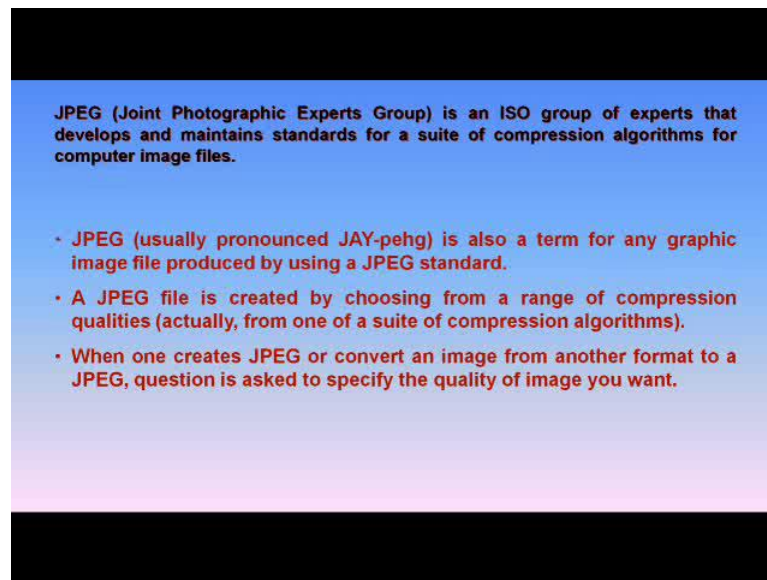 JPEG (Joint Photographic Experts Group) is an ISO group of experts that
develops and maintains standards for a suite of compression algorithms for
computer image files.
• JPEG (usually pronounced JAY-pehg) is also a term for any graphic
image file produced by using a JPEG standard.
• A JPEG file is created by choosing from a range of compression
qualities (actually, from one of a suite of compression algorithms).
• When one creates JPEG or convert an image from another format to a
JPEG, question is asked to specify the quality of image you want.